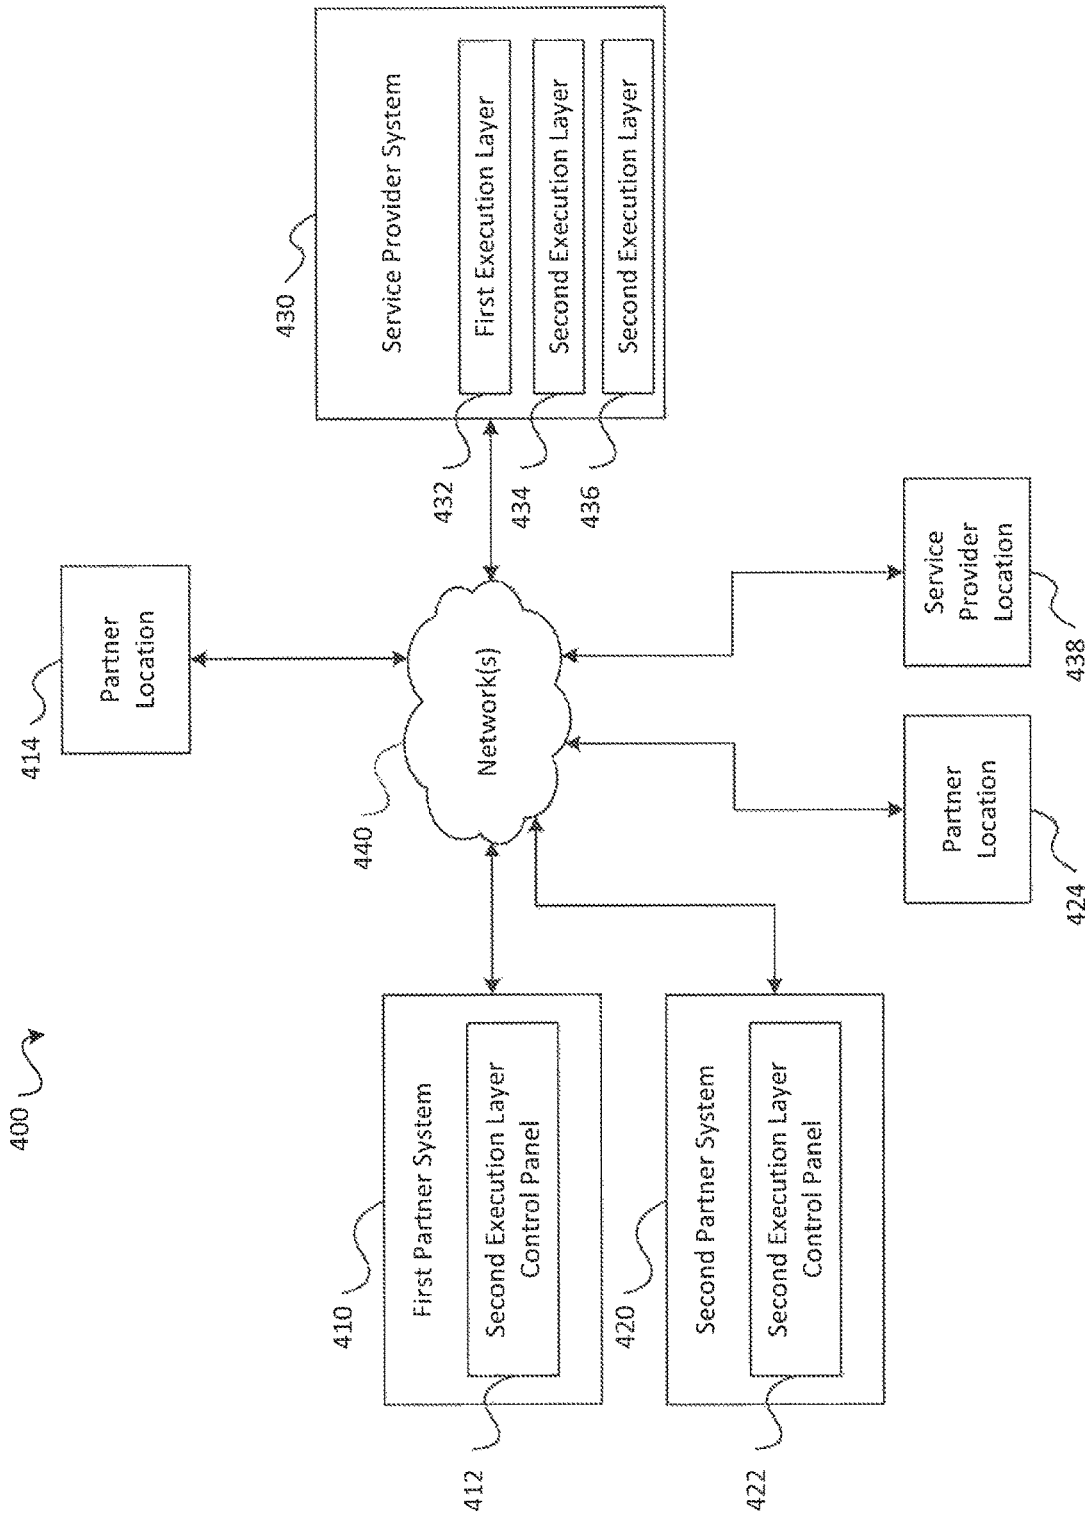 400
410
First Partner System
Second Execution Layer
Control Panel
412
420
Second Partner System
Second Execution Layer
Control Panel
422
414
Partner
Location
440
Network(s)
424
Partner
Location
438
Service
Provider
Location
430
Service Provider System
432
First Execution Layer
434
Second Execution Layer
436
Second Execution Layer